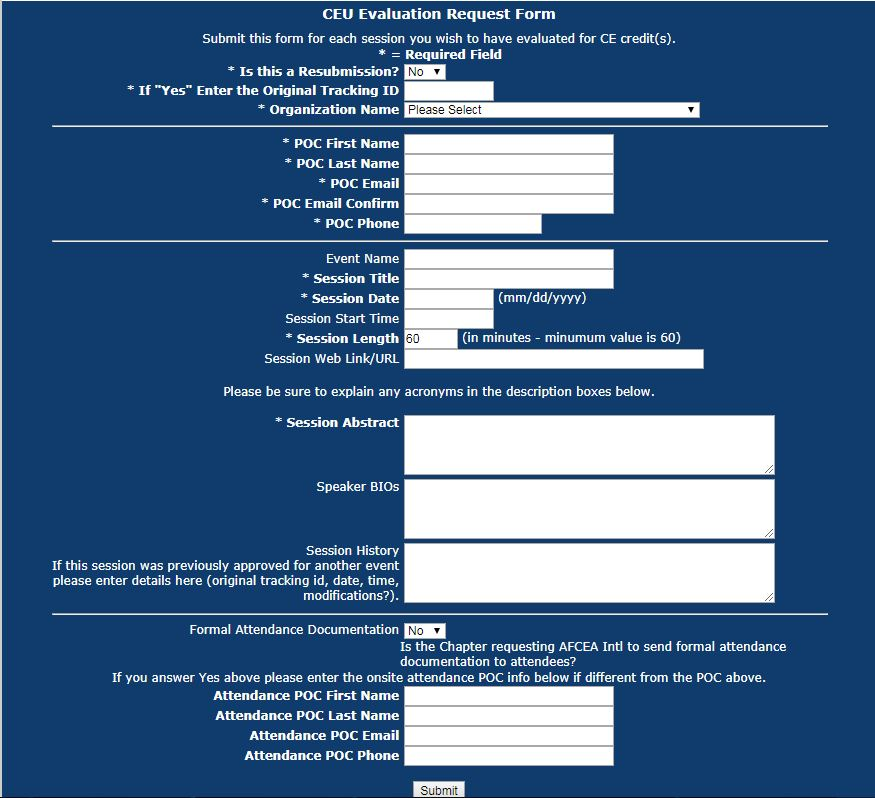 CEU Evaluation Request Form
Submit this form for each session you wish to have evaluated for CE credit(s).
* = Required Field
* Is this a Resubmission? No
* If "Yes" Enter the Original Tracking ID
* Organization Name Please Select
* POC First Name
* POC Last Name
* POC Email
* POC Email Confirm
* POC Phone
Event Name
* Session Title
* Session Date (mm/dd/yyyy)
Session Start Time
* Session Length 60 (in minutes - minumum value is 60)
Session Web Link/URL
Please be sure to explain any acronyms in the description boxes below.
* Session Abstract
Speaker BIOs
Session History
If this session was previously approved for another event
please enter details here (original tracking id, date, time,
modifications?).
Formal Attendance Documentation No
Is the Chapter requesting AFCEA Intl to send formal attendance
documentation to attendees?
If you answer Yes above please enter the onsite attendance POC info below if different from the POC above.
Attendance POC First Name
Attendance POC Last Name
Attendance POC Email
Attendance POC Phone
Submit